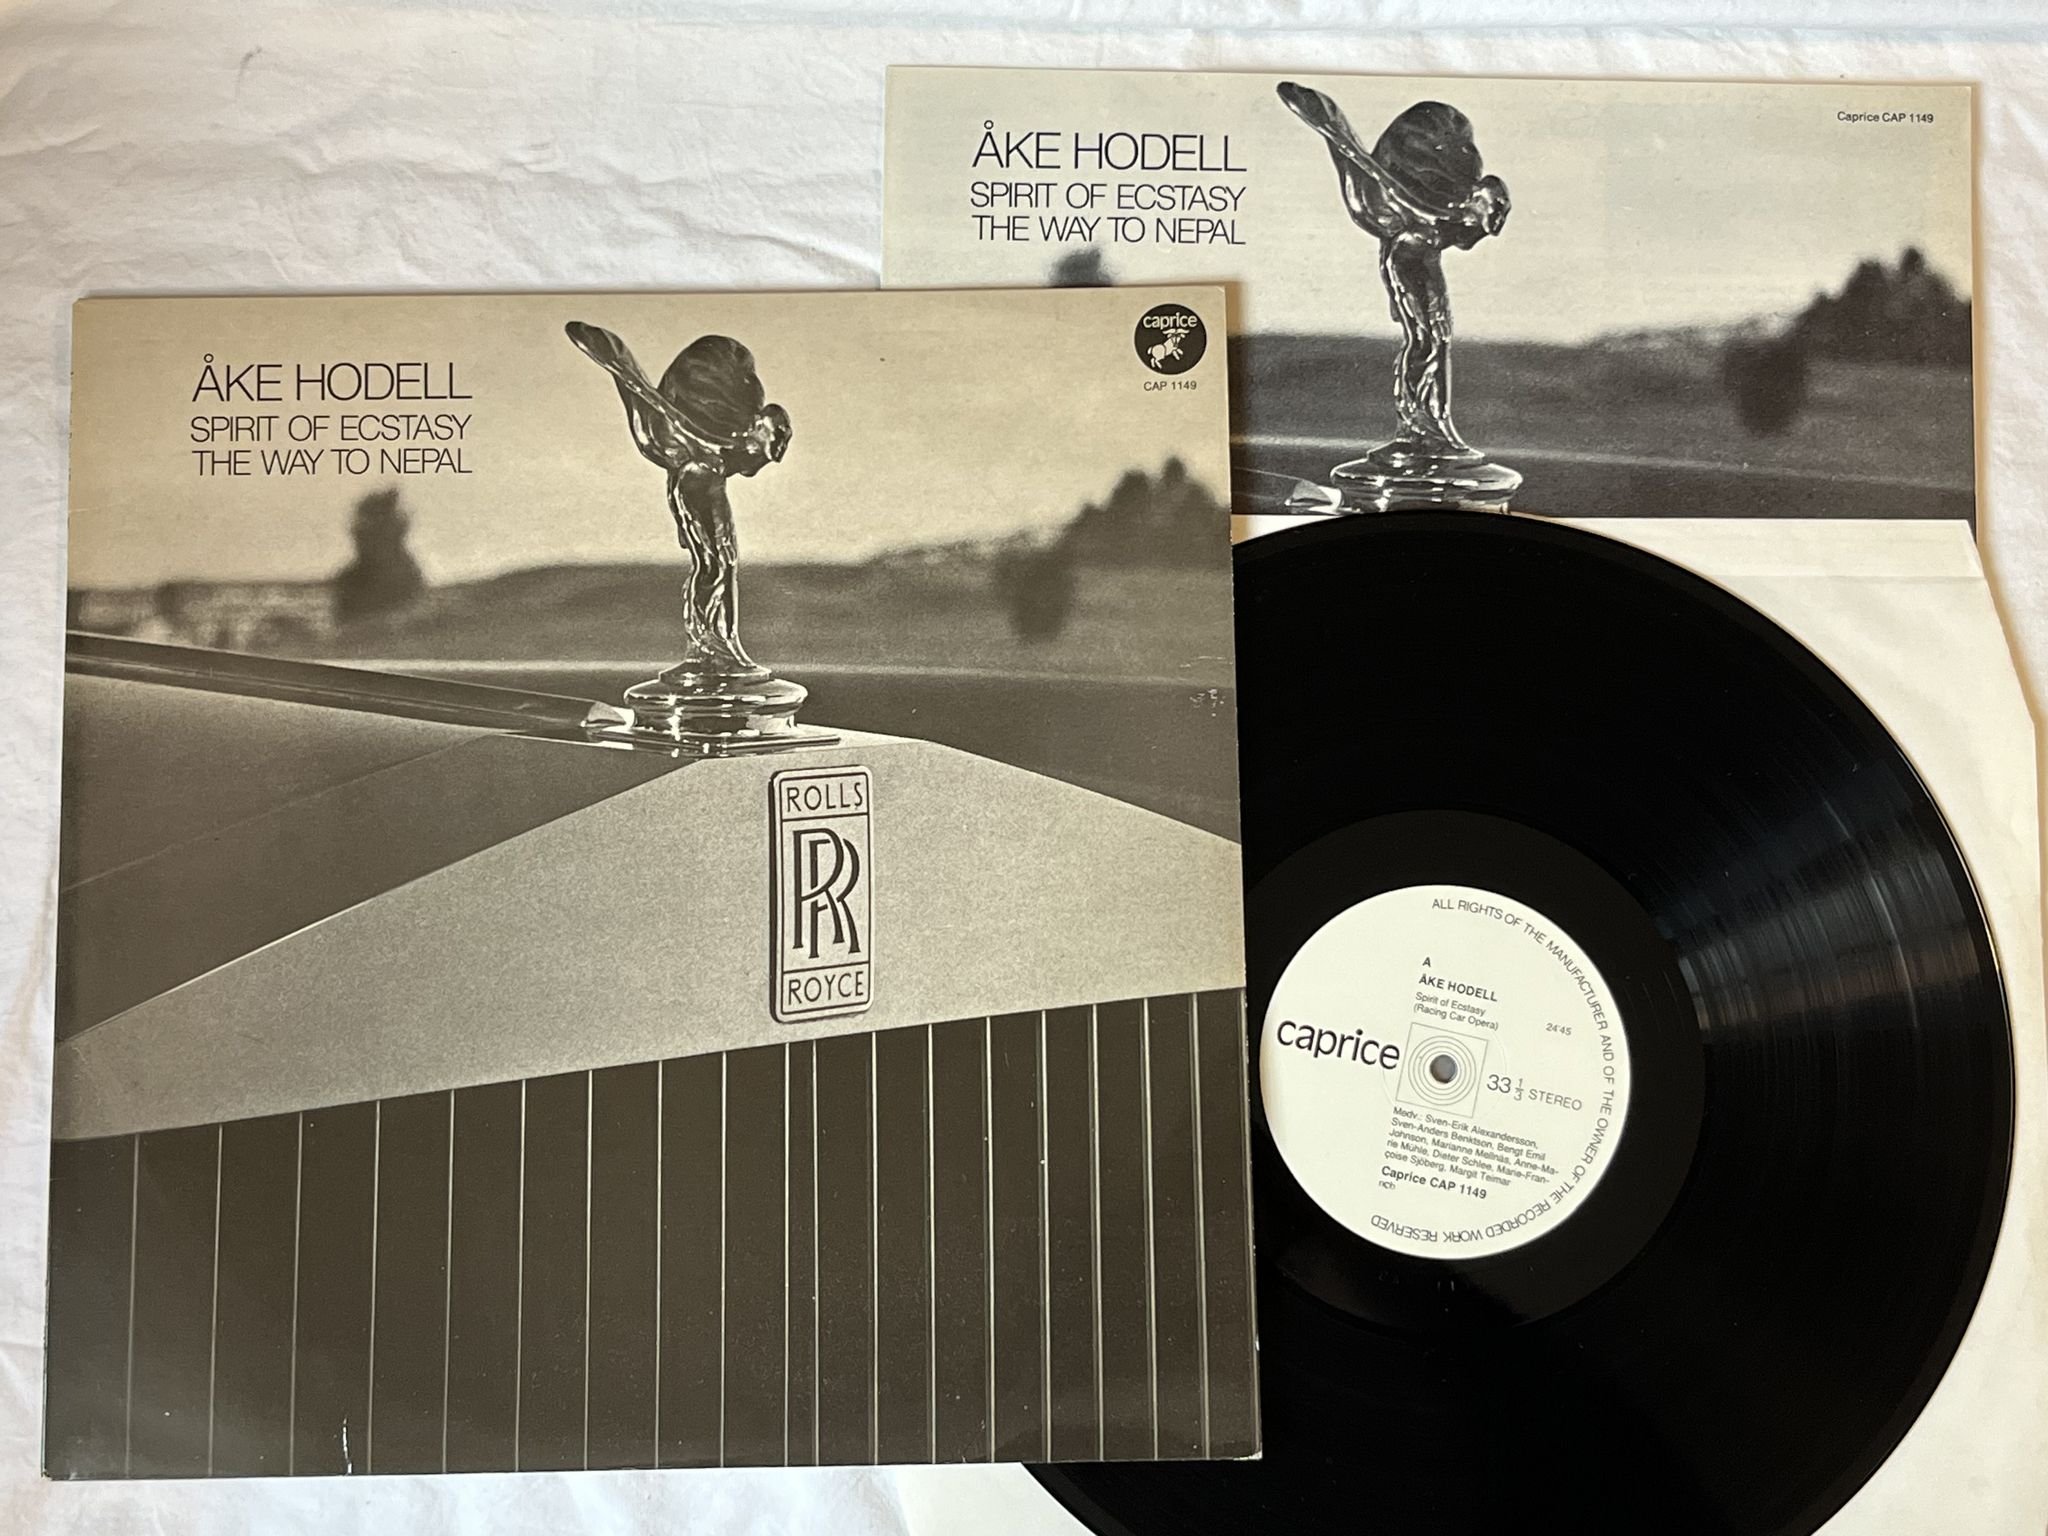 ÅKE HODELL
SPIRIT OF ECSTASY
THE WAY TO NEPAL
caprice
CAP 1149
ROLLS
RR
ROYCE
ÅKE HODELL
SPIRIT OF ECSTASY
THE WAY TO NEPAL
Caprice CAP 1149
ALL RIGHTS OF THE MANUFACTURER AND OF THE OWNER OF THE RECORDED WORK RESERVED
A
ÅKE HODELL
Spirit of Ecstasy
(Racing Car Opera)
24'45
caprice
33 1/3 STEREO
Medv.: Sven-Erik Alexandersson,
Sven-Anders Benktson, Bengt Emil
Johnson, Marianne Mellnäs, Anne-Ma-
rie Mühle, Dieter Schlee, Marie-Fran-
çoise Sjöberg, Margit Teimar
Caprice CAP 1149
ncb